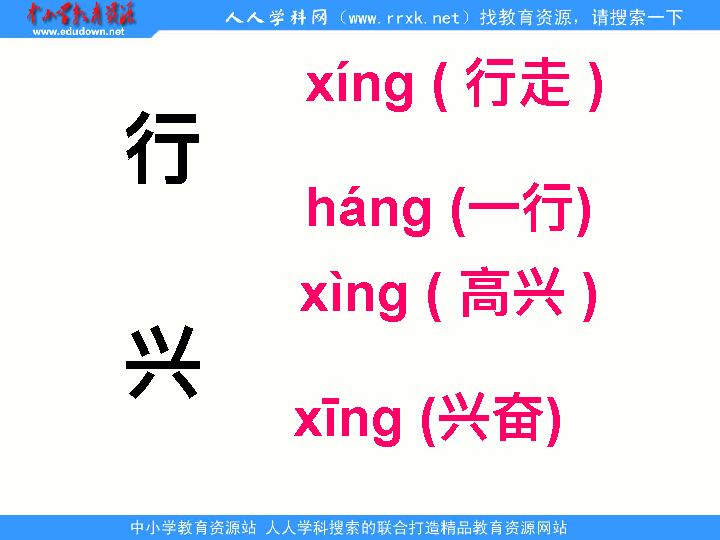 中小学教育资源
www.edudown.net
人人学科网（www.rrxk.net）找教育资源，请搜索一下
行
xíng ( 行走 )
háng (一行)
兴
xìng ( 高兴 )
xīng (兴奋)
中小学教育资源站 人人学科搜索的联合打造精品教育资源网站